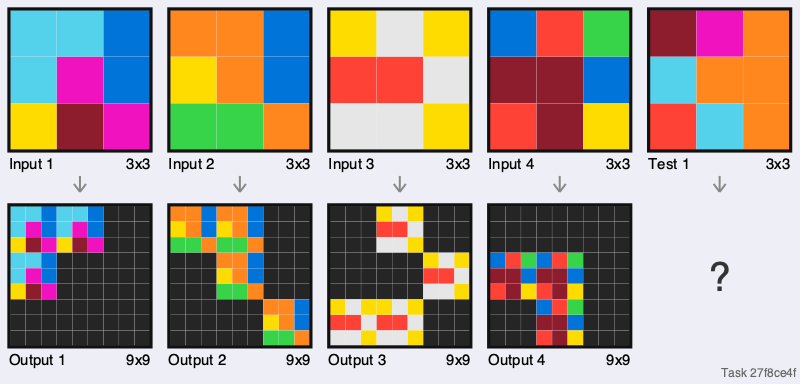 Input 1 3x3 Input 2 3x3 Input 3 3x3 Input 4 3x3 Test 1 3x3
?
Output 1 9x9 Output 2 9x9 Output 3 9x9 Output 4 9x9
Task 27f8ce4f